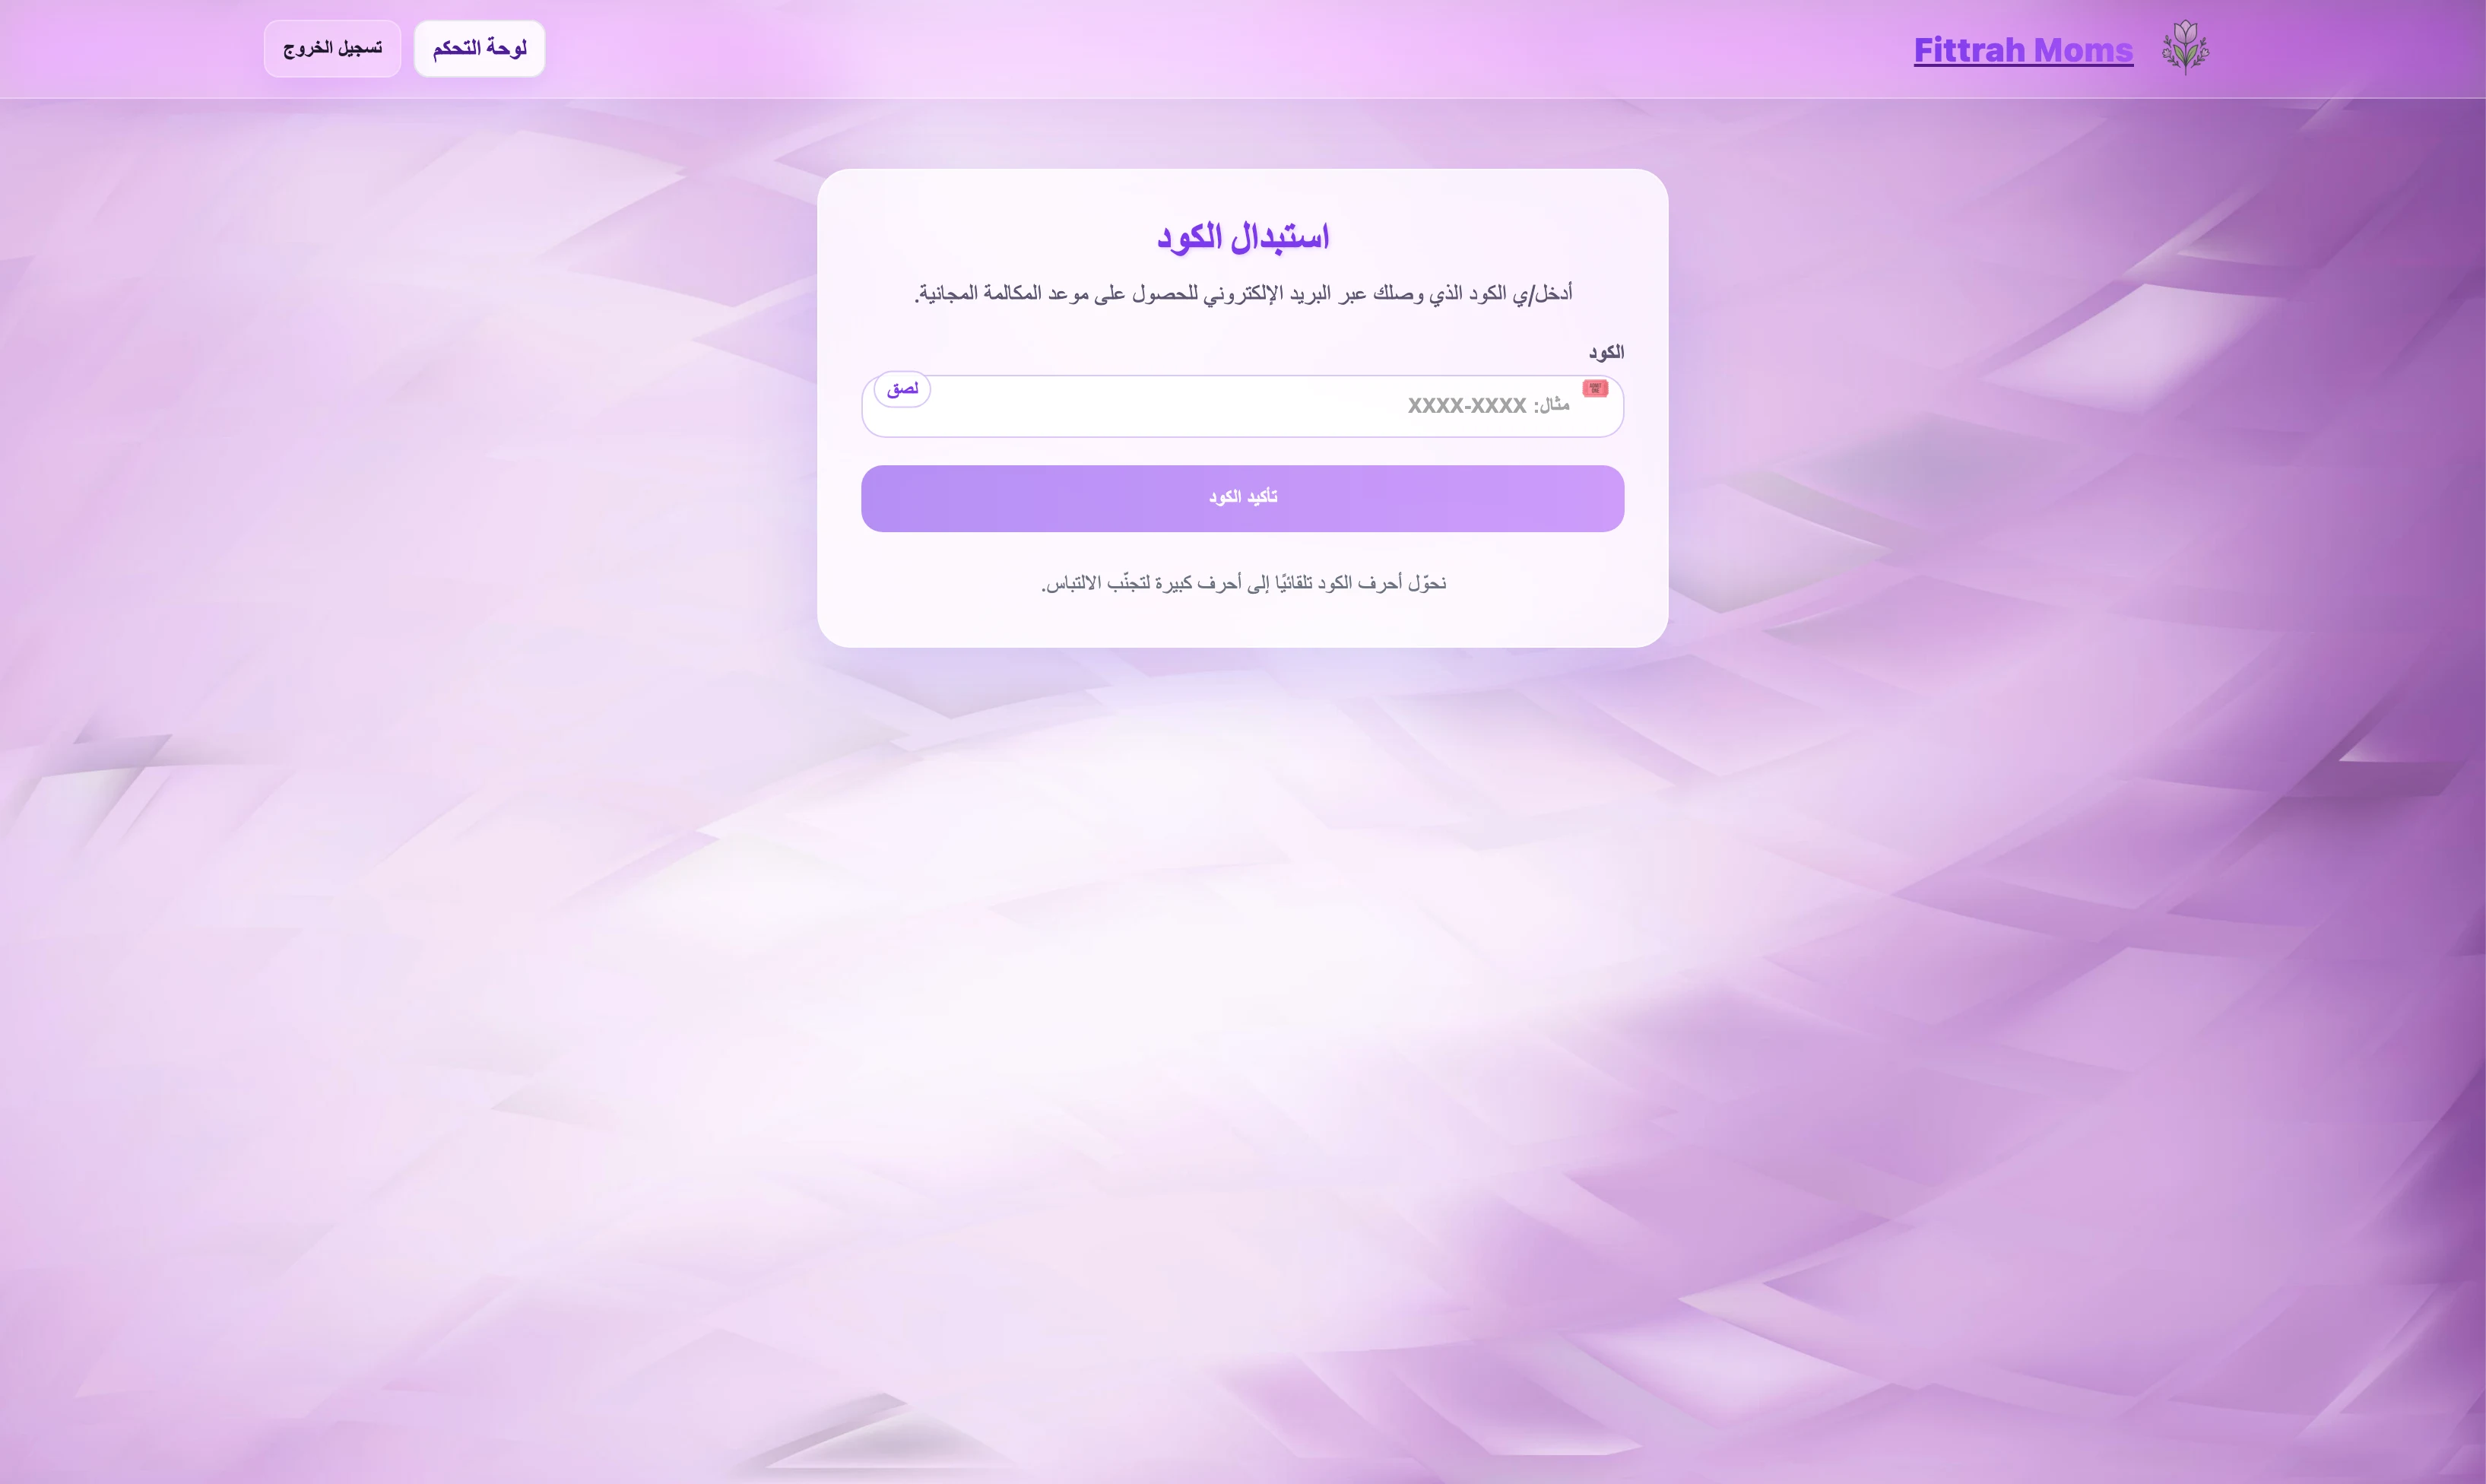 Fittrah Moms
لوحة التحكم
تسجيل الخروج
استبدال الكود
أدخل/ي الكود الذي وصلك عبر البريد الإلكتروني للحصول على موعد المكالمة المجانية.
الكود
مثال: XXXX-XXXX
لصق
تأكيد الكود
نحوّل أحرف الكود تلقائيًا إلى أحرف كبيرة لتجنّب الالتباس.